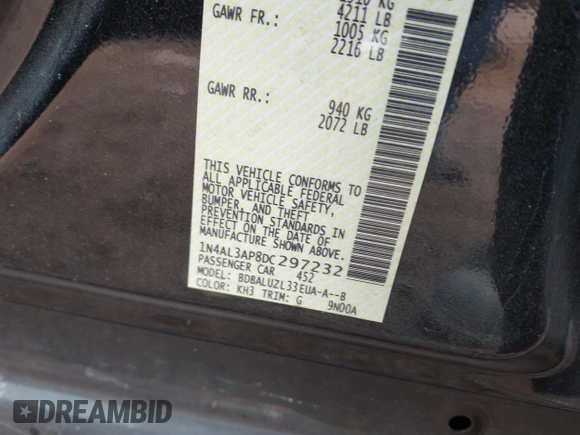 GAWR FR.: 4211 LB
1005 KG
2216 LB
GAWR RR.: 940 KG
2072 LB
THIS VEHICLE CONFORMS TO
ALL APPLICABLE FEDERAL
MOTOR VEHICLE SAFETY,
BUMPER, AND THEFT
PREVENTION STANDARDS IN
EFFECT ON THE DATE OF
MANUFACTURE SHOWN ABOVE.
1N4AL3AP8DC297232
PASSENGER CAR 452
MODEL: BDBALUZL33EUA-A--B
COLOR: KH3 TRIM: G 9N00A
DREAMBID